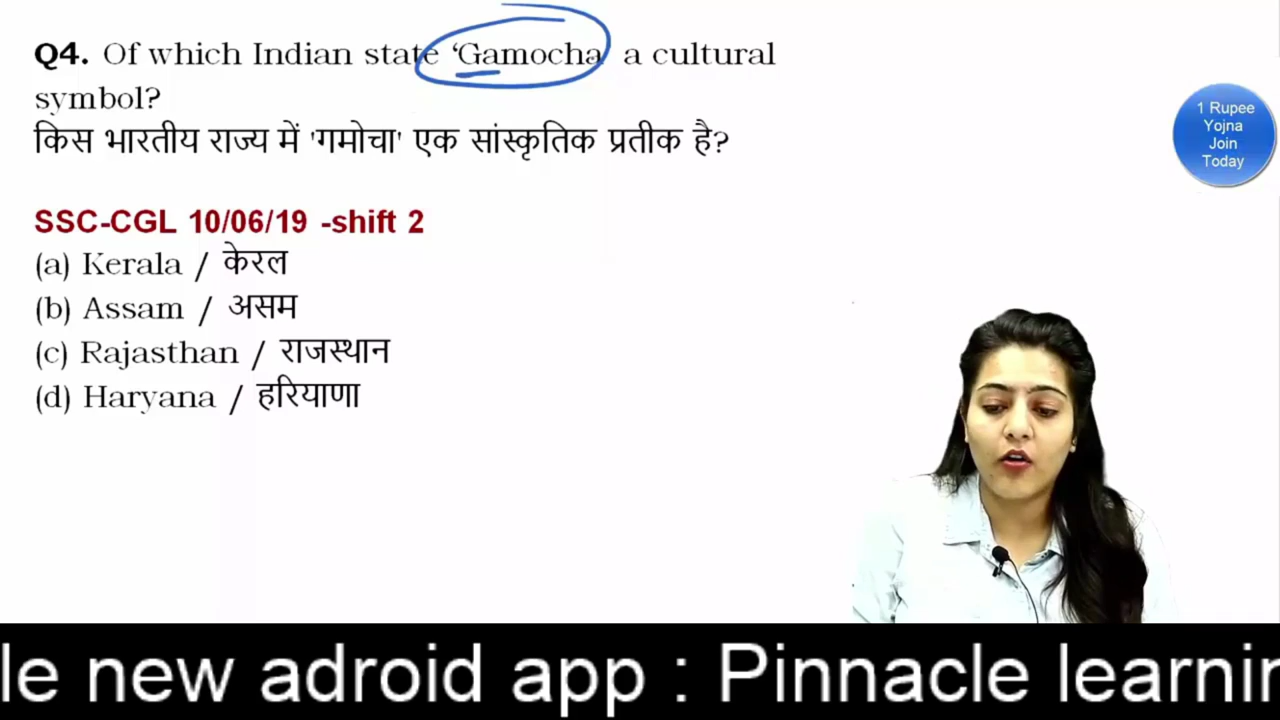 Q4. Of which Indian state ‘Gamocha a cultural
symbol?
किस भारतीय राज्य में 'गमोचा' एक सांस्कृतिक प्रतीक है?
SSC-CGL 10/06/19 -shift 2
(a) Kerala / केरल
(b) Assam / असम
(c) Rajasthan / राजस्थान
(d) Haryana / हरियाणा
1 Rupee
Yojna
Join
Today
le new adroid app : Pinnacle learnin